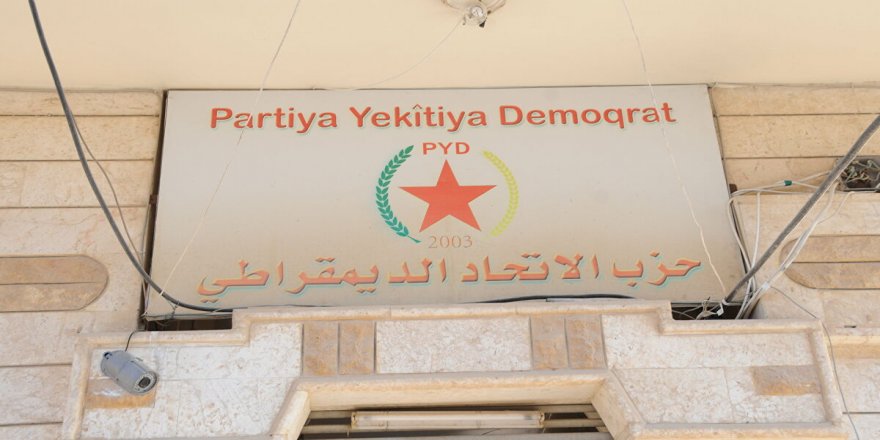 Partiya Yekîtiya Demoqrat
PYD
2003
حزب الاتحاد الديمقراطي